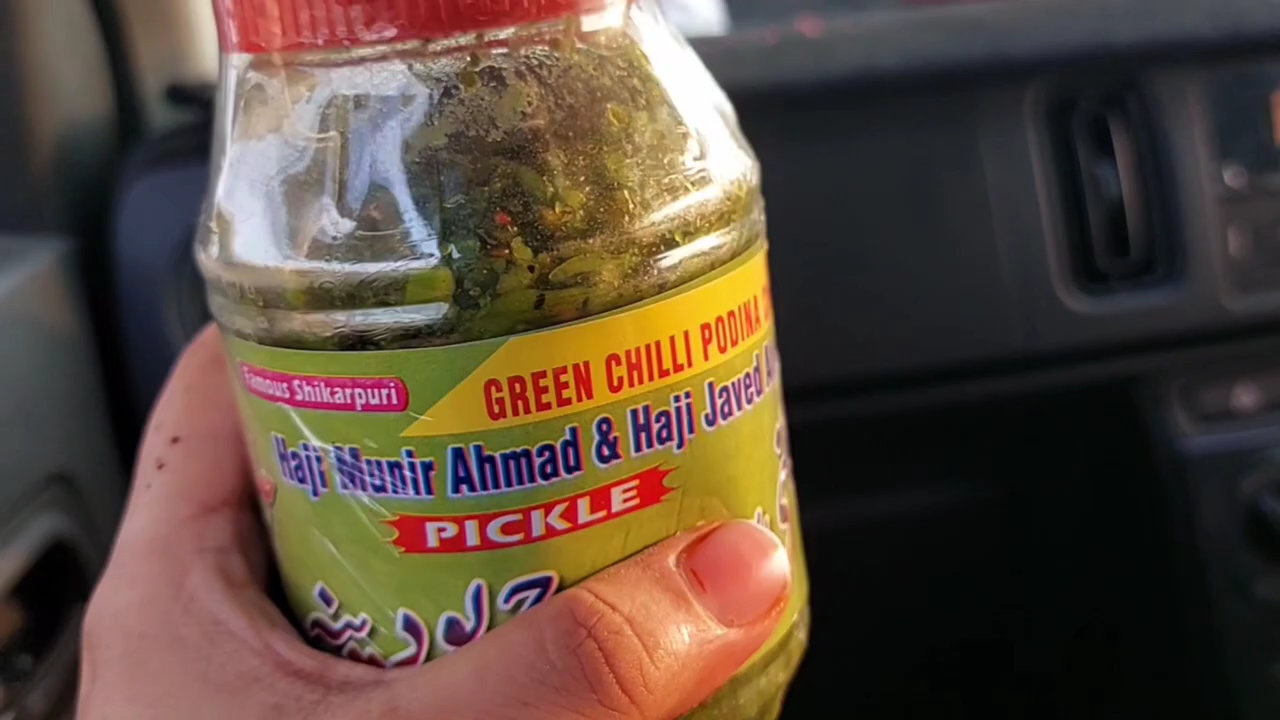 GREEN CHILLI PODINA
Famous Shikarpuri
Haji Munir Ahmad & Haji Javed
PICKLE